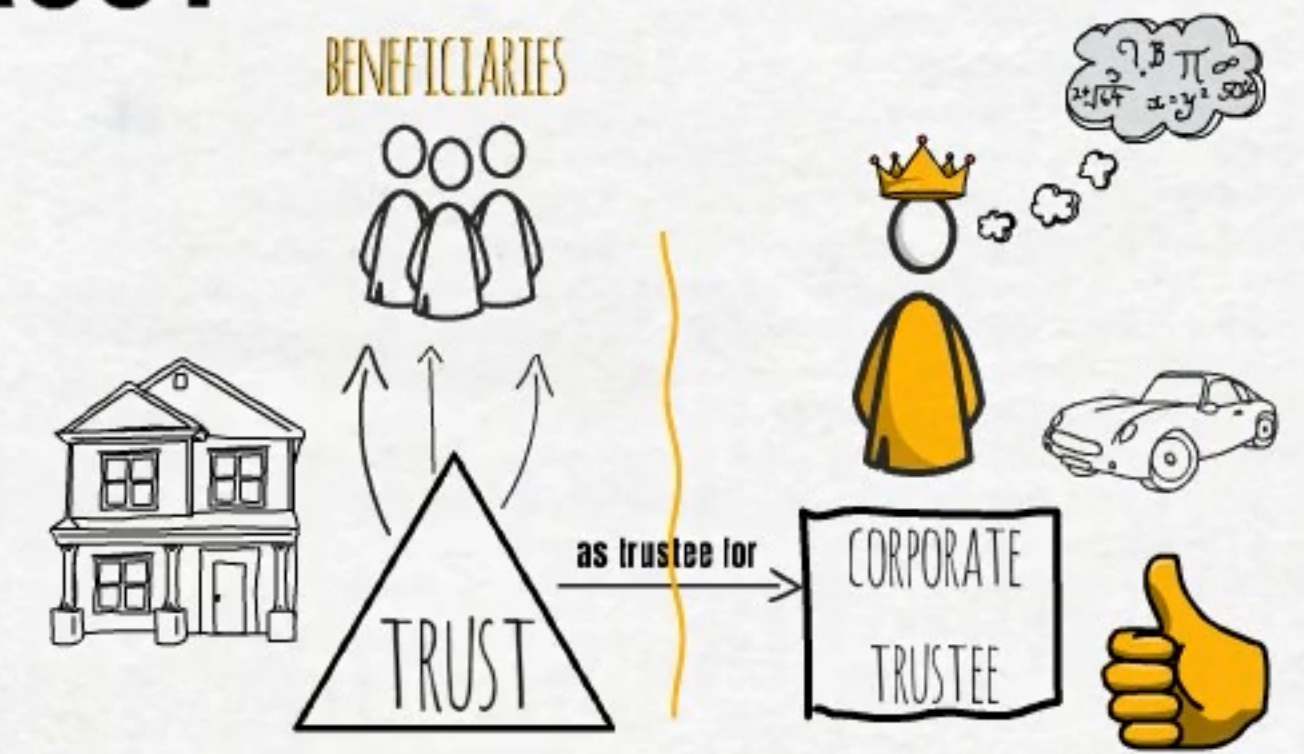 BENEFICIARIES
as trustee for
CORPORATE
TRUSTEE
TRUST